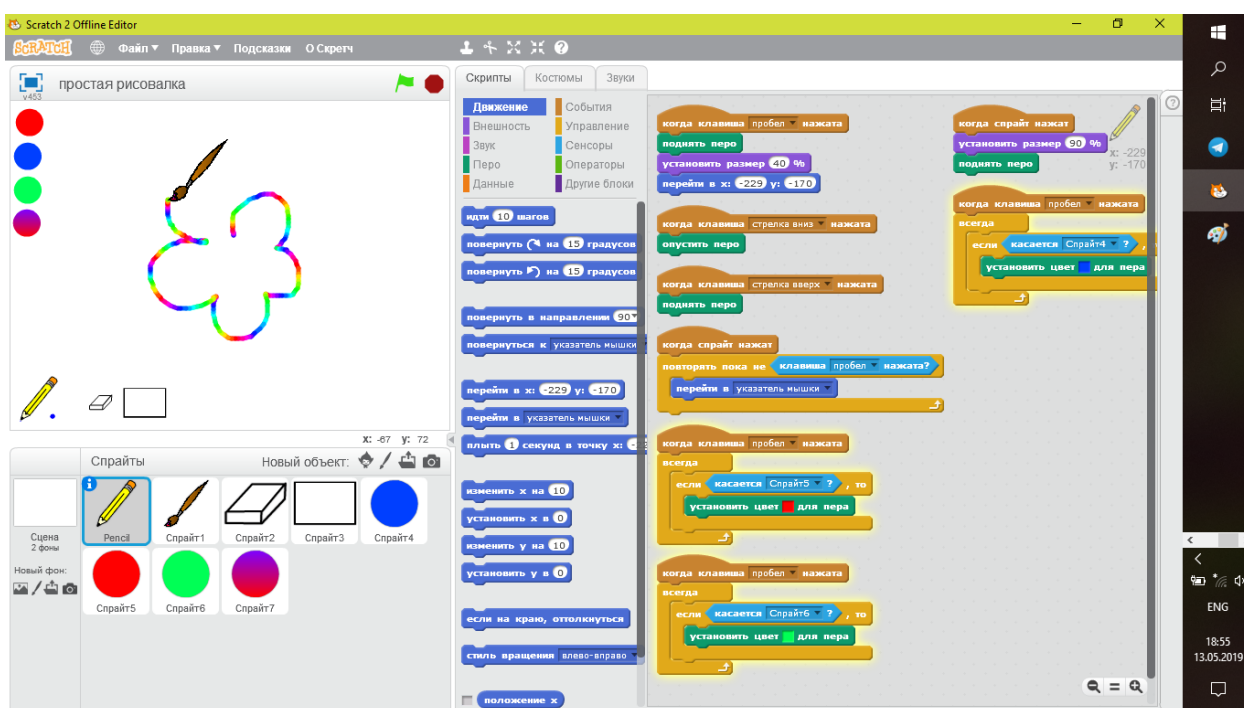 Scratch 2 Offline Editor
SCRATCH Файл Правка Подсказки О Скретч
v453
простая рисовалка
X: -67 y: 72
Спрайты Новый объект:
Сцена
2 фоны
Новый фон:
Pencil Спрайт1 Спрайт2 Спрайт3 Спрайт4
Спрайт5 Спрайт6 Спрайт7
Скрипты Костюмы Звуки
Движение События
Внешность Управление
Звук Сенсоры
Перо Операторы
Данные Другие блоки
идти 10 шагов
повернуть на 15 градусов
повернуть на 15 градусов
повернуть в направлении 90
повернуться к указатель мышки
перейти в x: -229 y: -170
перейти в указатель мышки
плыть 1 секунд в точку x:
изменить x на 10
установить x в 0
изменить y на 10
установить y в 0
если на краю, оттолкнуться
стиль вращения влево-вправо
положение x
когда клавиша пробел нажата
поднять перо
установить размер 40 %
перейти в x: -229 y: -170
когда клавиша стрелка вниз нажата
опустить перо
когда клавиша стрелка вверх нажата
поднять перо
когда спрайт нажат
повторять пока не клавиша пробел нажата?
перейти в указатель мышки
когда клавиша пробел нажата
всегда
если касается Спрайт5 ? , то
установить цвет для пера
когда клавиша пробел нажата
всегда
если касается Спрайт6 ? , то
установить цвет для пера
когда спрайт нажат
установить размер 90 %
поднять перо
x: -229
y: -170
когда клавиша пробел нажата
всегда
если касается Спрайт4 ? ,
установить цвет для пера
ENG
18:55
13.05.2019